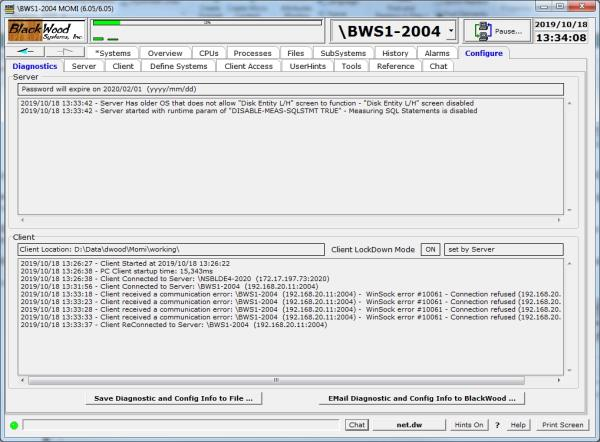 \BWS1-2004 MOMI (6.05/6.05)
BlackWood
Systems, Inc.
0%
\BWS1-2004
Pause...
2019/10/18
13:34:08
*Systems Overview CPUs Processes Files SubSystems History Alarms Configure
Diagnostics Server Client Define Systems Client Access UserHints Tools Reference Chat
Server
Password will expire on 2020/02/01 (yyyy/mm/dd)
2019/10/18 13:33:42 - Server Has older OS that does not allow "Disk Entity L/H" screen to function - "Disk Entity L/H" screen disabled
2019/10/18 13:33:42 - Server started with runtime param of "DISABLE-MEAS-SQLSTMT TRUE" - Measuring SQL Statements is disabled
Client
Client Location: D:\Data\dwood\Momi\working\ Client LockDown Mode ON set by Server
2019/10/18 13:26:27 - Client Started at 2019/10/18 13:26:22
2019/10/18 13:26:38 - PC Client startup time: 15,343ms
2019/10/18 13:26:38 - Client Connected to Server: \NSBLDE4-2020 (172.17.197.73:2020)
2019/10/18 13:31:56 - Client Connected to Server: \BWS1-2004 (192.168.20.11:2004)
2019/10/18 13:33:18 - Client received a communication error: \BWS1-2004 (192.168.20.11:2004) - WinSock error #10061 - Connection refused (192.168.20.
2019/10/18 13:33:23 - Client received a communication error: \BWS1-2004 (192.168.20.11:2004) - WinSock error #10061 - Connection refused (192.168.20.
2019/10/18 13:33:28 - Client received a communication error: \BWS1-2004 (192.168.20.11:2004) - WinSock error #10061 - Connection refused (192.168.20.
2019/10/18 13:33:33 - Client received a communication error: \BWS1-2004 (192.168.20.11:2004) - WinSock error #10061 - Connection refused (192.168.20.
2019/10/18 13:33:37 - Client ReConnected to Server: \BWS1-2004 (192.168.20.11:2004)
Save Diagnostic and Config Info to File ... EMail Diagnostic and Config Info to BlackWood ...
Chat net.dw Hints On ? Help Print Screen